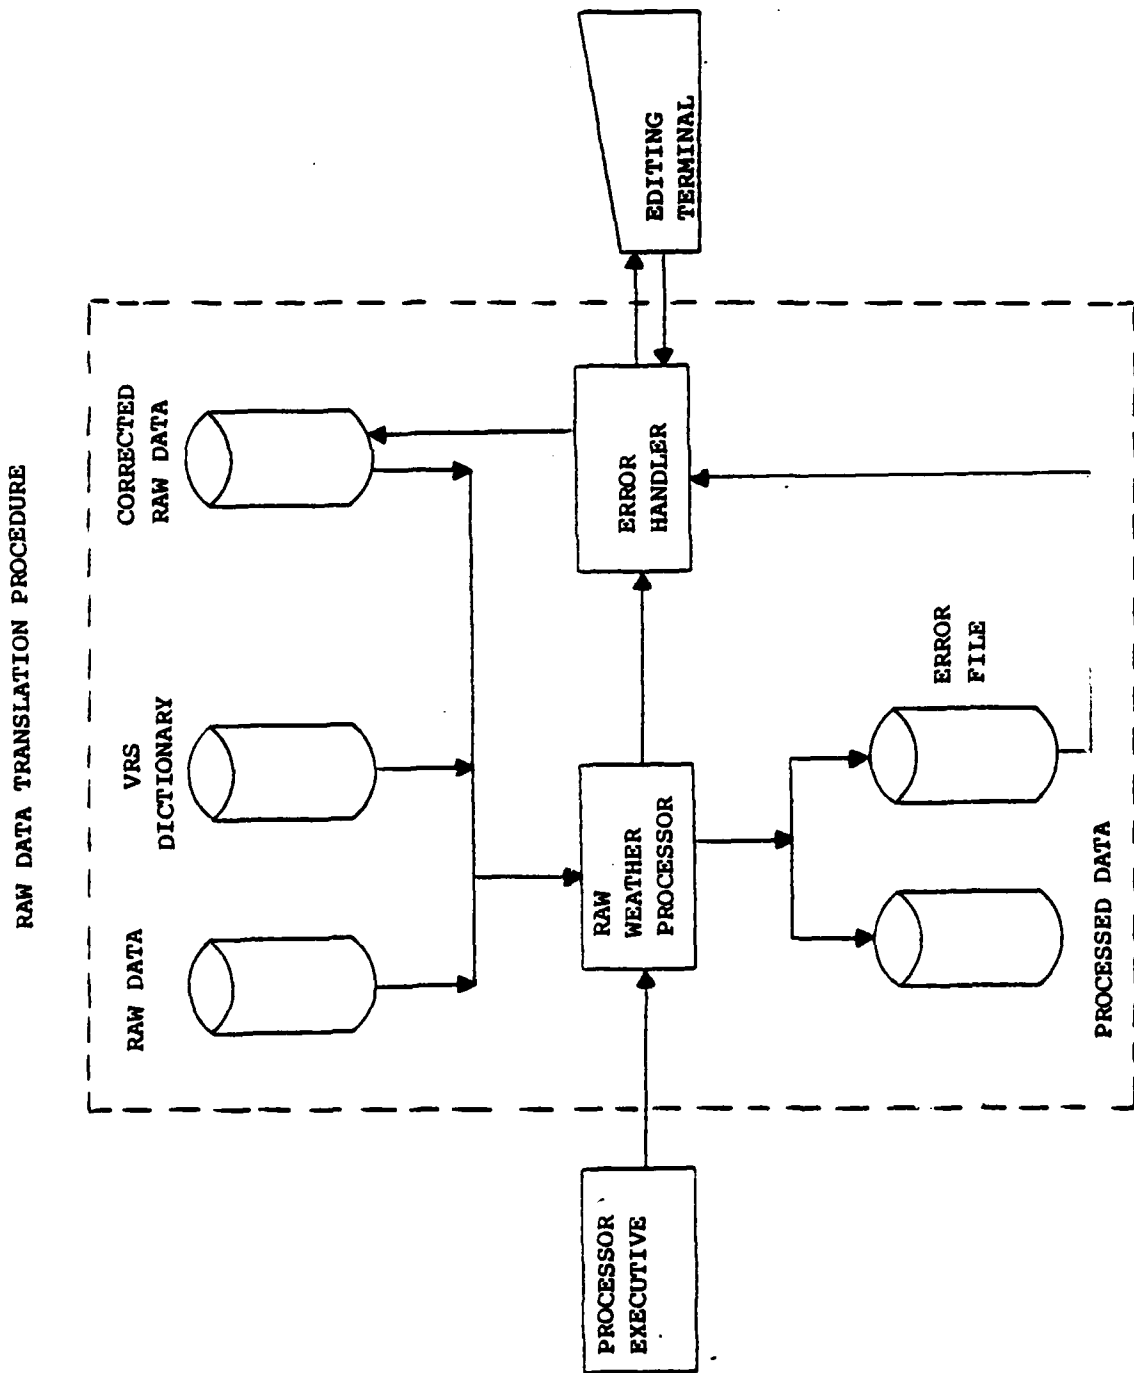 RAW DATA TRANSLATION PROCEDURE
RAW DATA
VRS
DICTIONARY
CORRECTED
RAW DATA
PROCESSOR
EXECUTIVE
RAW
WEATHER
PROCESSOR
ERROR
HANDLER
EDITING
TERMINAL
PROCESSED DATA
ERROR
FILE